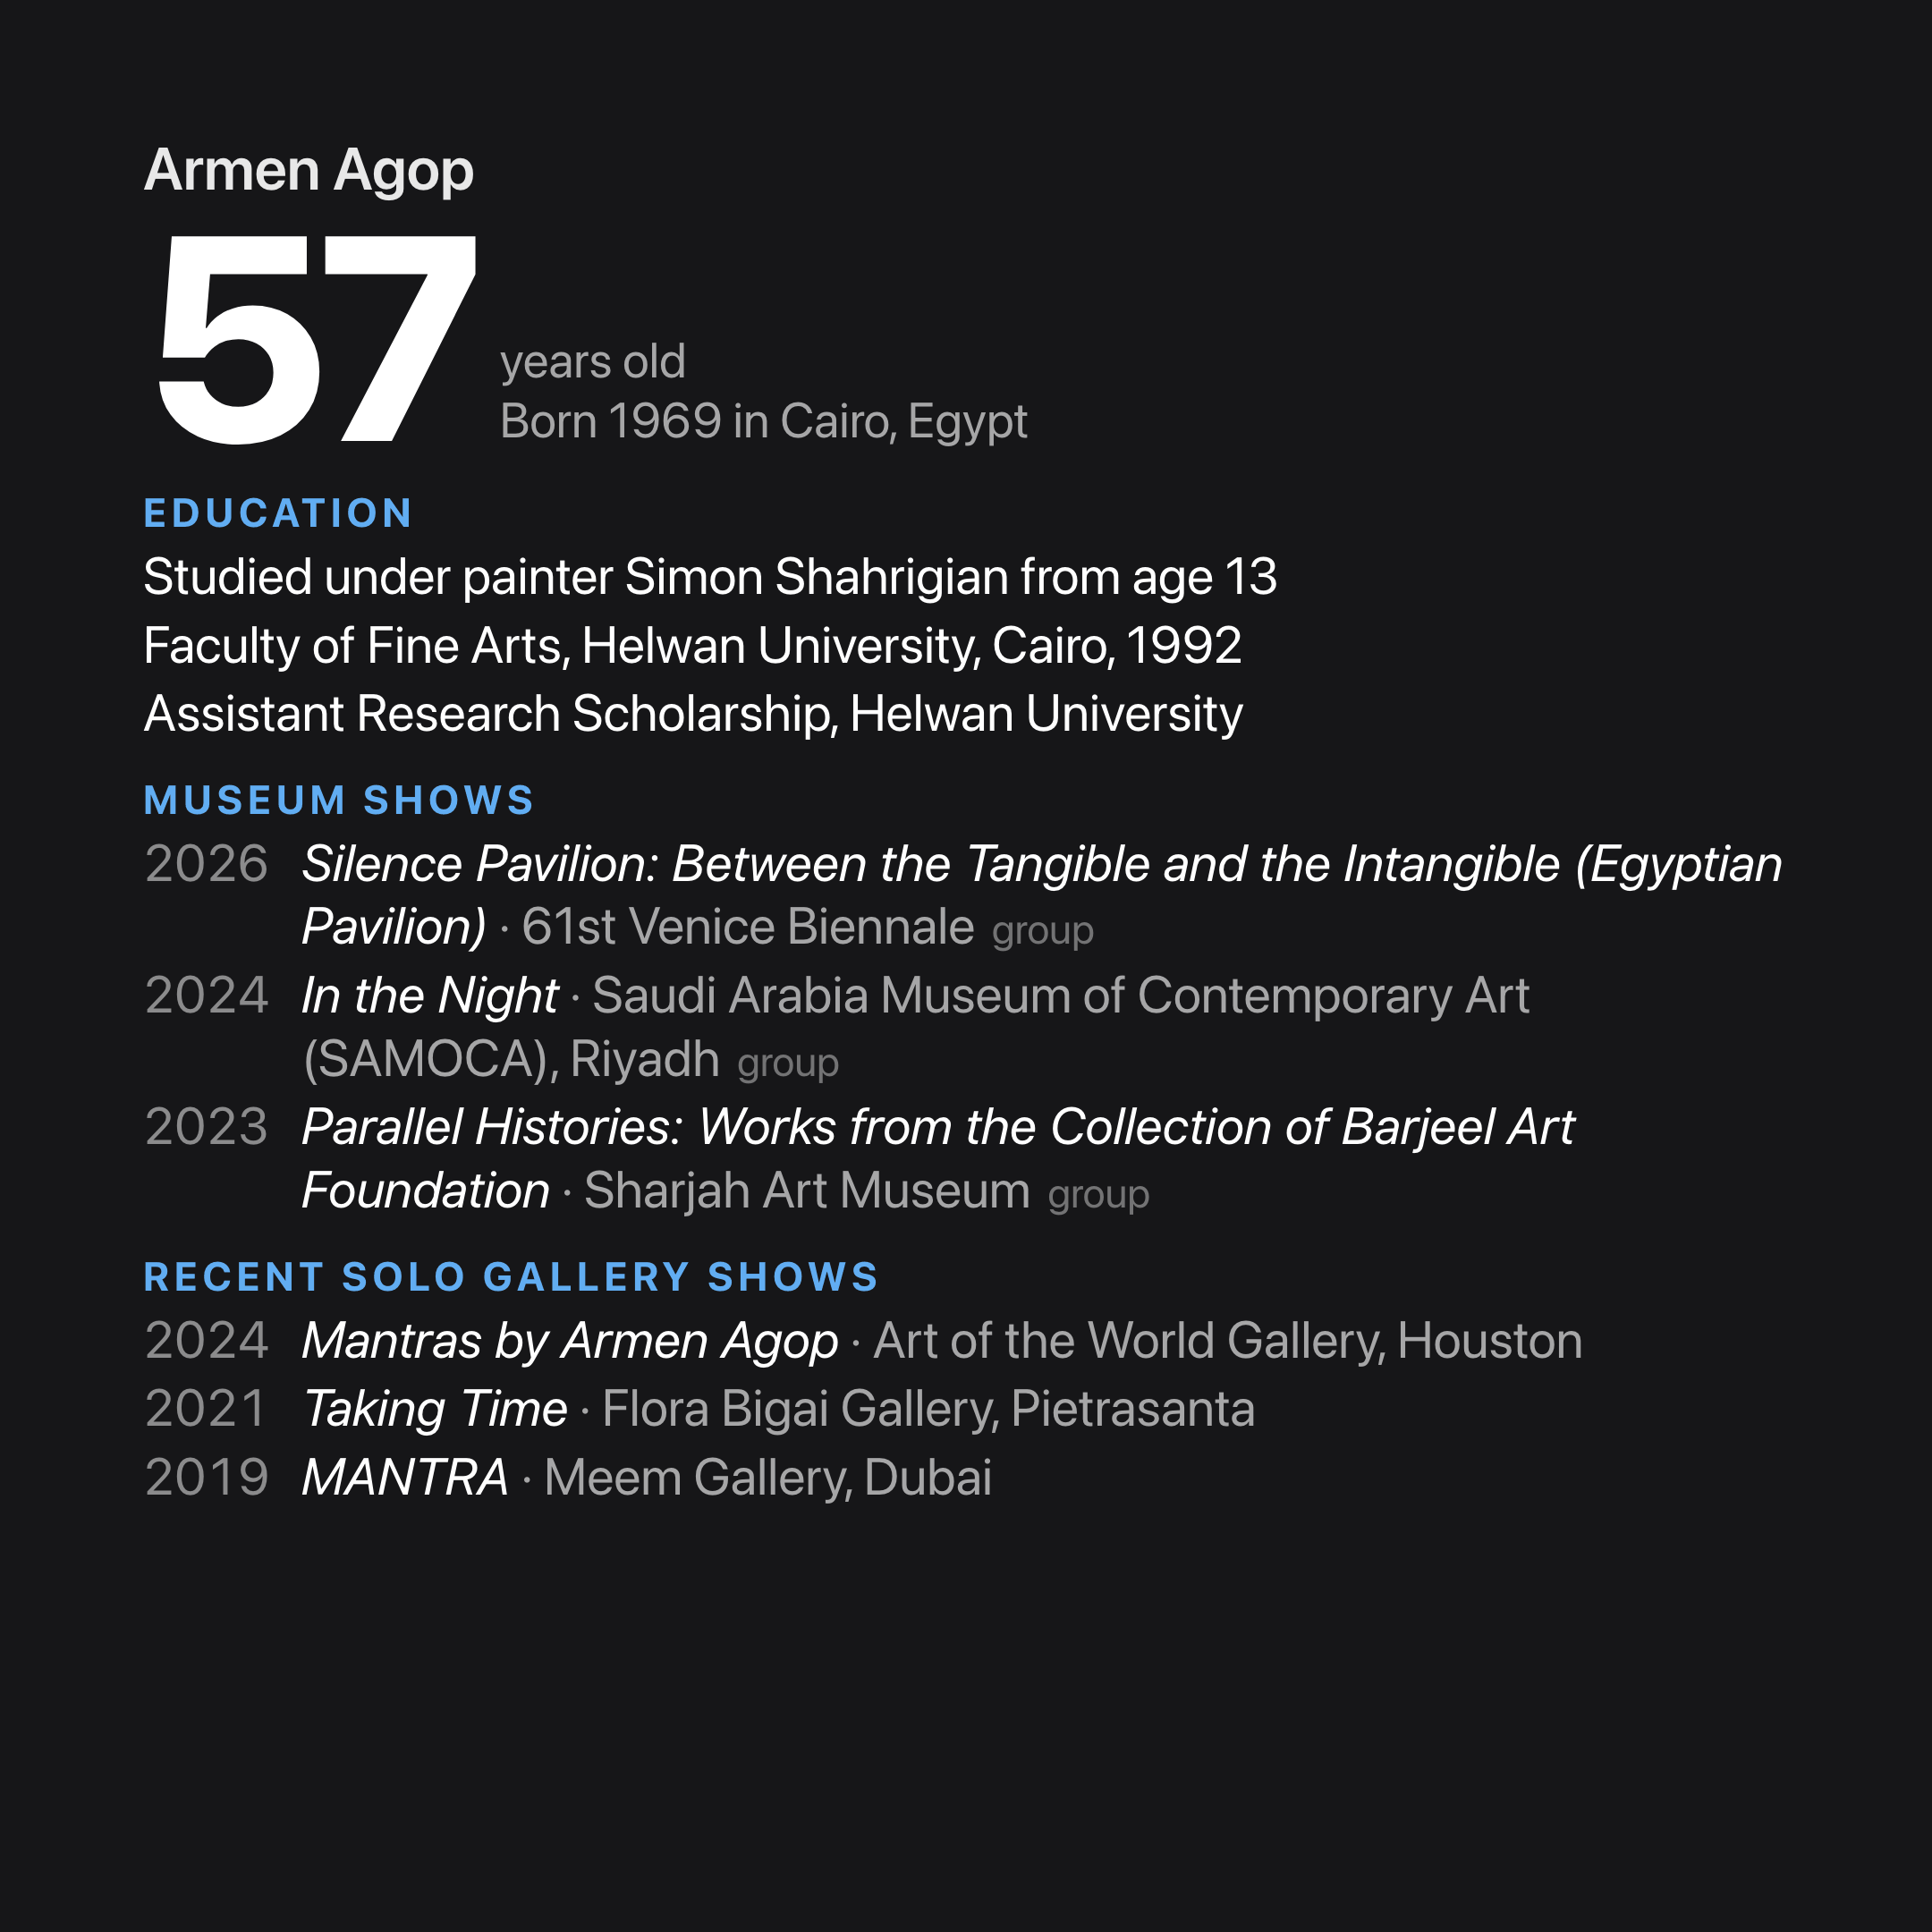 Armen Agop
57
years old
Born 1969 in Cairo, Egypt
EDUCATION
Studied under painter Simon Shahrigian from age 13
Faculty of Fine Arts, Helwan University, Cairo, 1992
Assistant Research Scholarship, Helwan University
MUSEUM SHOWS
2026 Silence Pavilion: Between the Tangible and the Intangible (Egyptian
Pavilion) · 61st Venice Biennale group
2024 In the Night · Saudi Arabia Museum of Contemporary Art
(SAMOCA), Riyadh group
2023 Parallel Histories: Works from the Collection of Barjeel Art
Foundation · Sharjah Art Museum group
RECENT SOLO GALLERY SHOWS
2024 Mantras by Armen Agop · Art of the World Gallery, Houston
2021 Taking Time · Flora Bigai Gallery, Pietrasanta
2019 MANTRA · Meem Gallery, Dubai